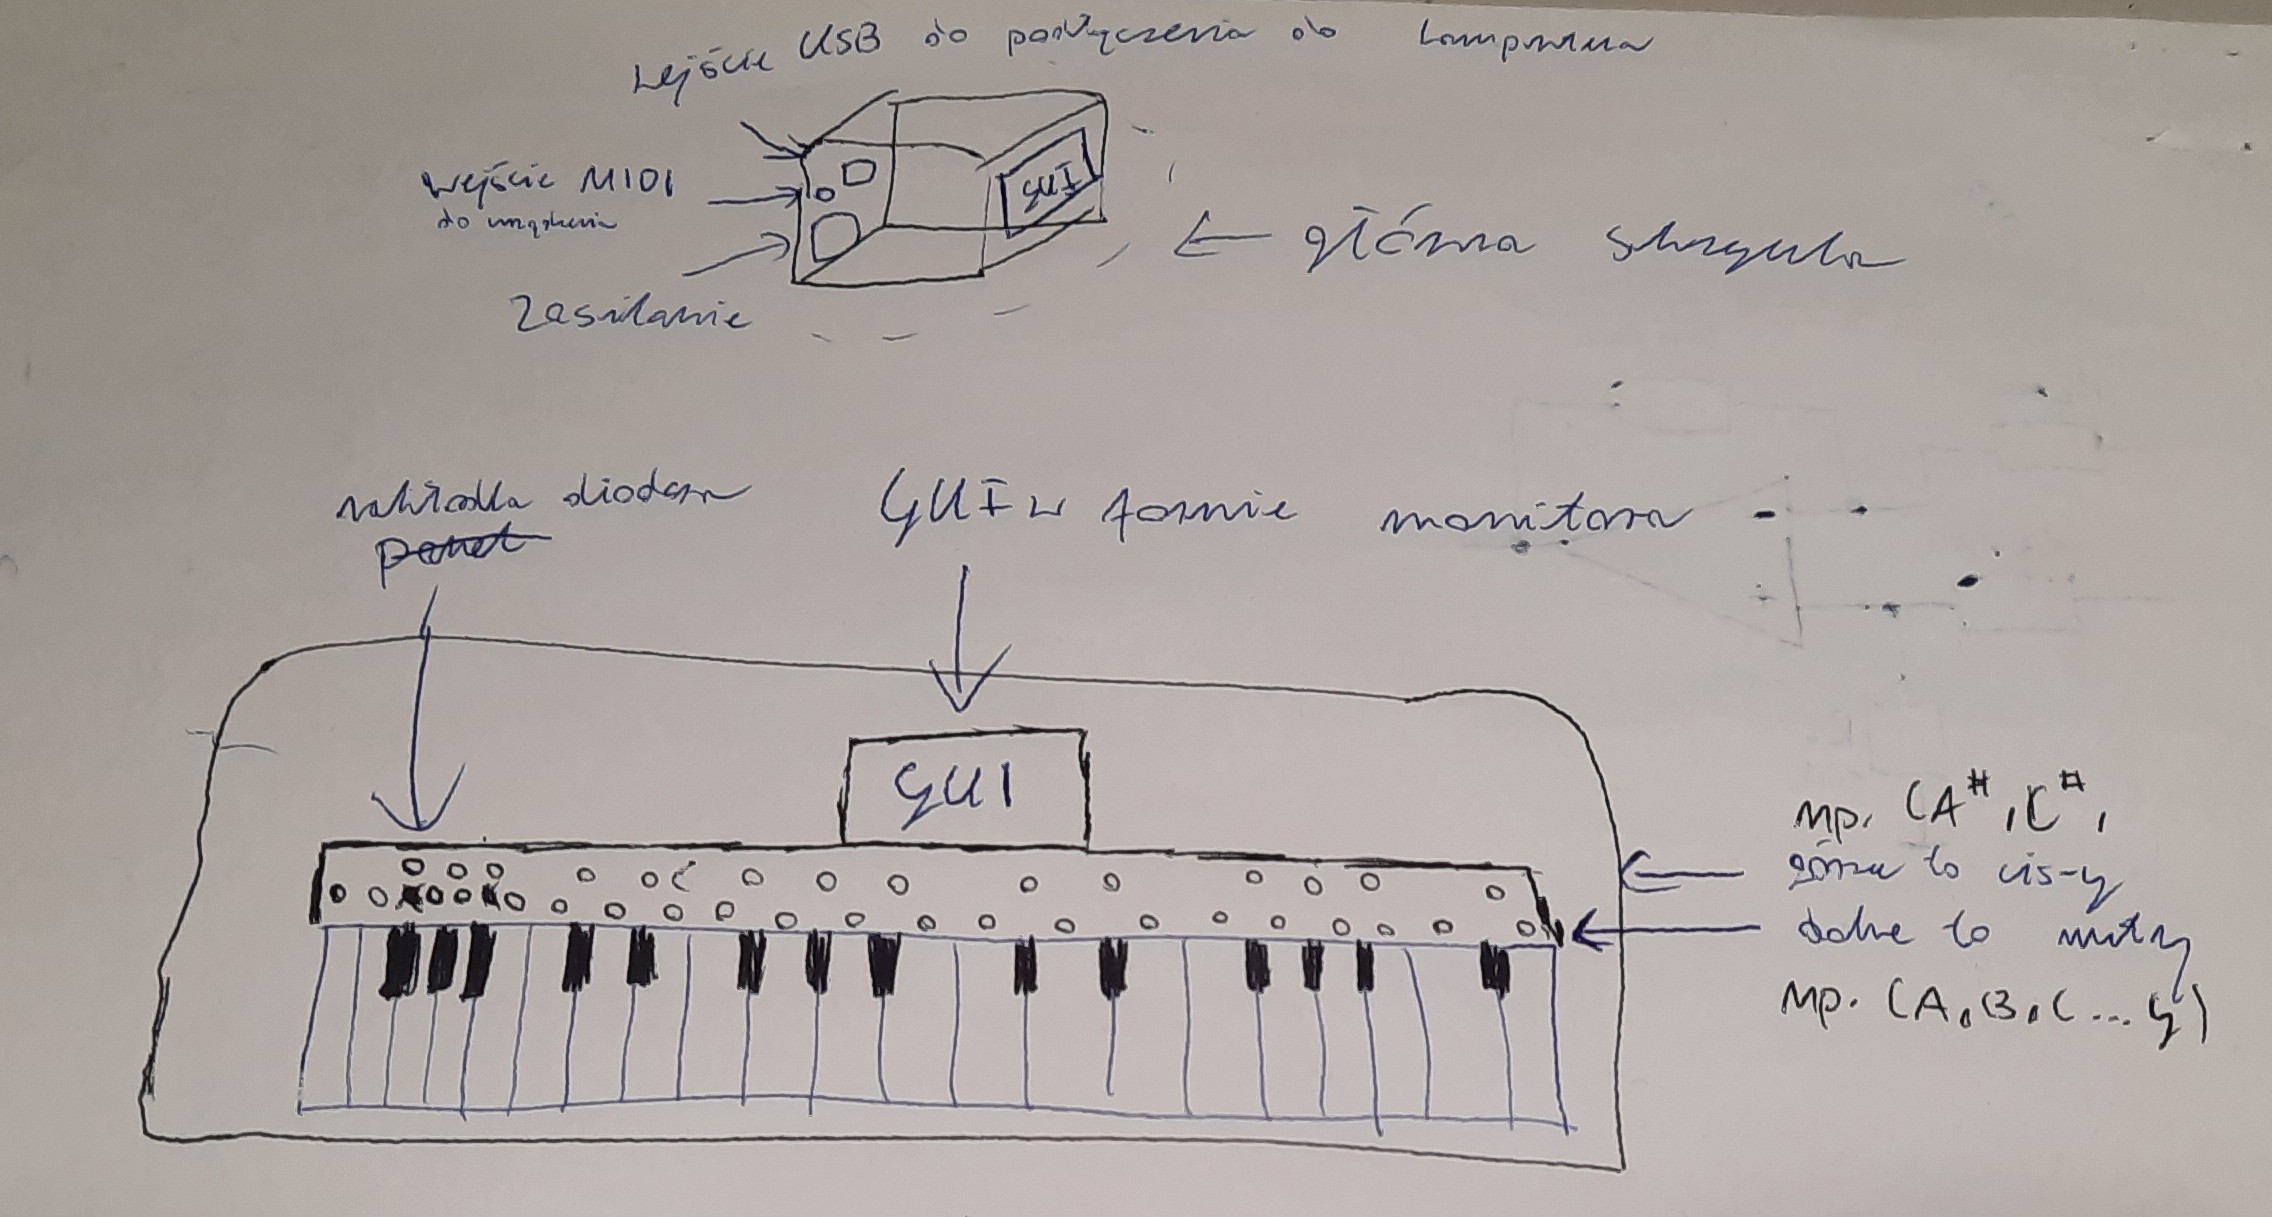 wejście USB do podłączenia do komputera
wejście MIDI
do urządzenia
zasilanie
GUI
główna skrzynka
nakładka diodowa
panel
GUI w formie monitora
GUI
np. (A#, C#,
górne to cis-y
dolne to nuty
np. (A, B, C ... G)